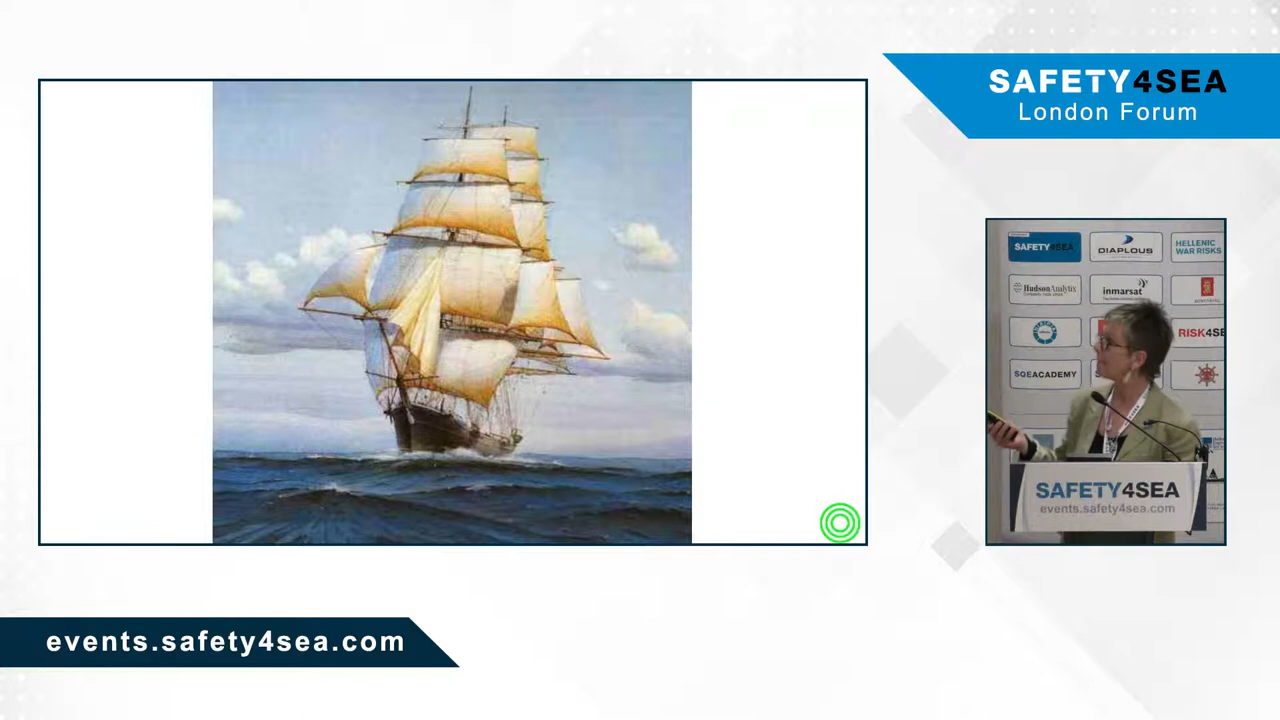 SAFETY4SEA
London Forum
SAFETY4SEA
DIAPLOUS
HELLENIC
WAR RISKS
HudsonAnalytix
inmarsat
RISK4SE
SQEACADEMY
SAFETY4SEA
events.safety4sea.com
events.safety4sea.com